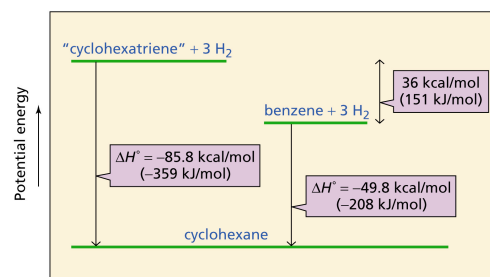 “cyclohexatriene” + 3 H₂
36 kcal/mol
(151 kJ/mol)
benzene + 3 H₂
Potential energy
ΔH° = –85.8 kcal/mol
(–359 kJ/mol)
ΔH° = –49.8 kcal/mol
(–208 kJ/mol)
cyclohexane